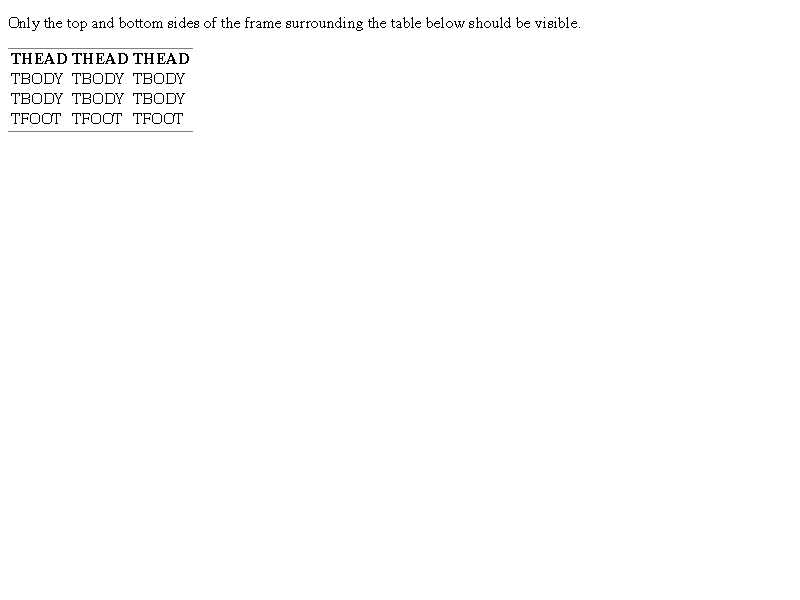 Only the top and bottom sides of the frame surrounding the table below should be visible.
THEAD THEAD THEAD
TBODY TBODY TBODY
TBODY TBODY TBODY
TFOOT TFOOT TFOOT